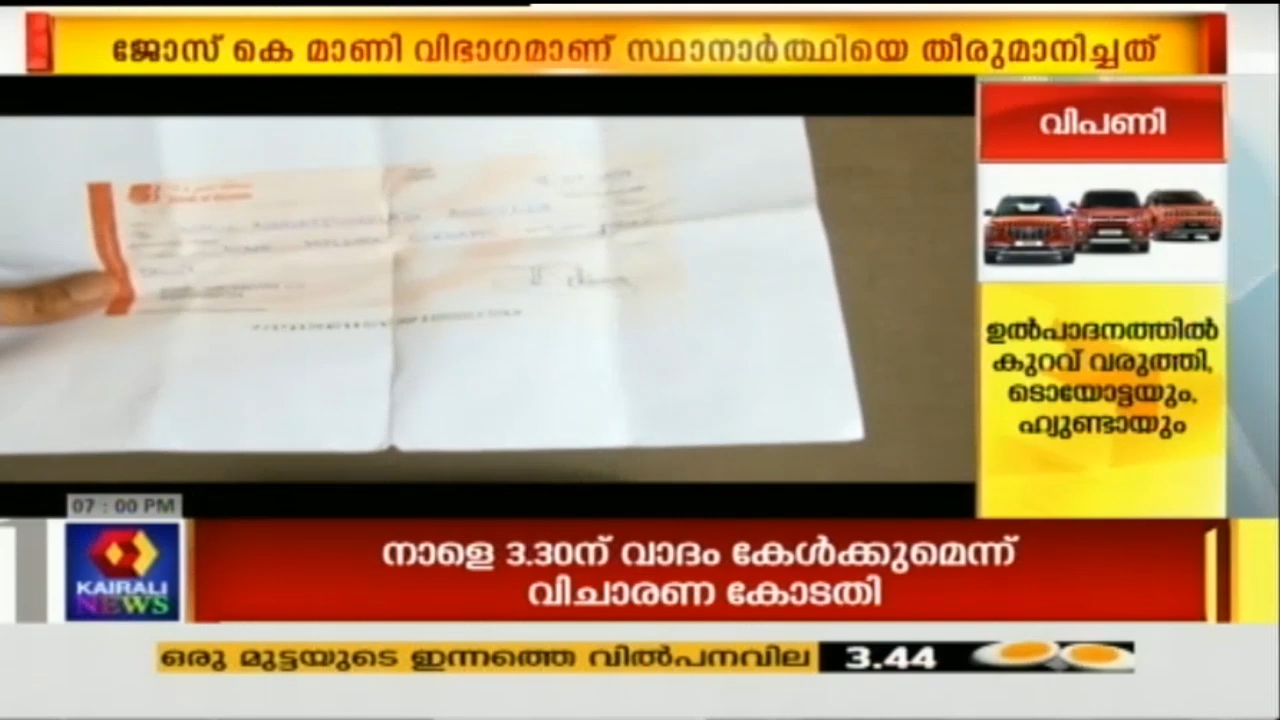 ജോസ് കെ മാണി വിഭാഗമാണ് സ്ഥാനാർത്ഥിയെ തീരുമാനിച്ചത്
വിപണി
ഉൽപാദനത്തിൽ
കുറവ് വരുത്തി,
ടൊയോട്ടയും,
ഹ്യുണ്ടായും
07 : 00 PM
KAIRALI
NEWS
നാളെ 3.30ന് വാദം കേൾക്കുമെന്ന്
വിചാരണ കോടതി
ഒരു മുട്ടയുടെ ഇന്നത്തെ വിൽപനവില 3.44